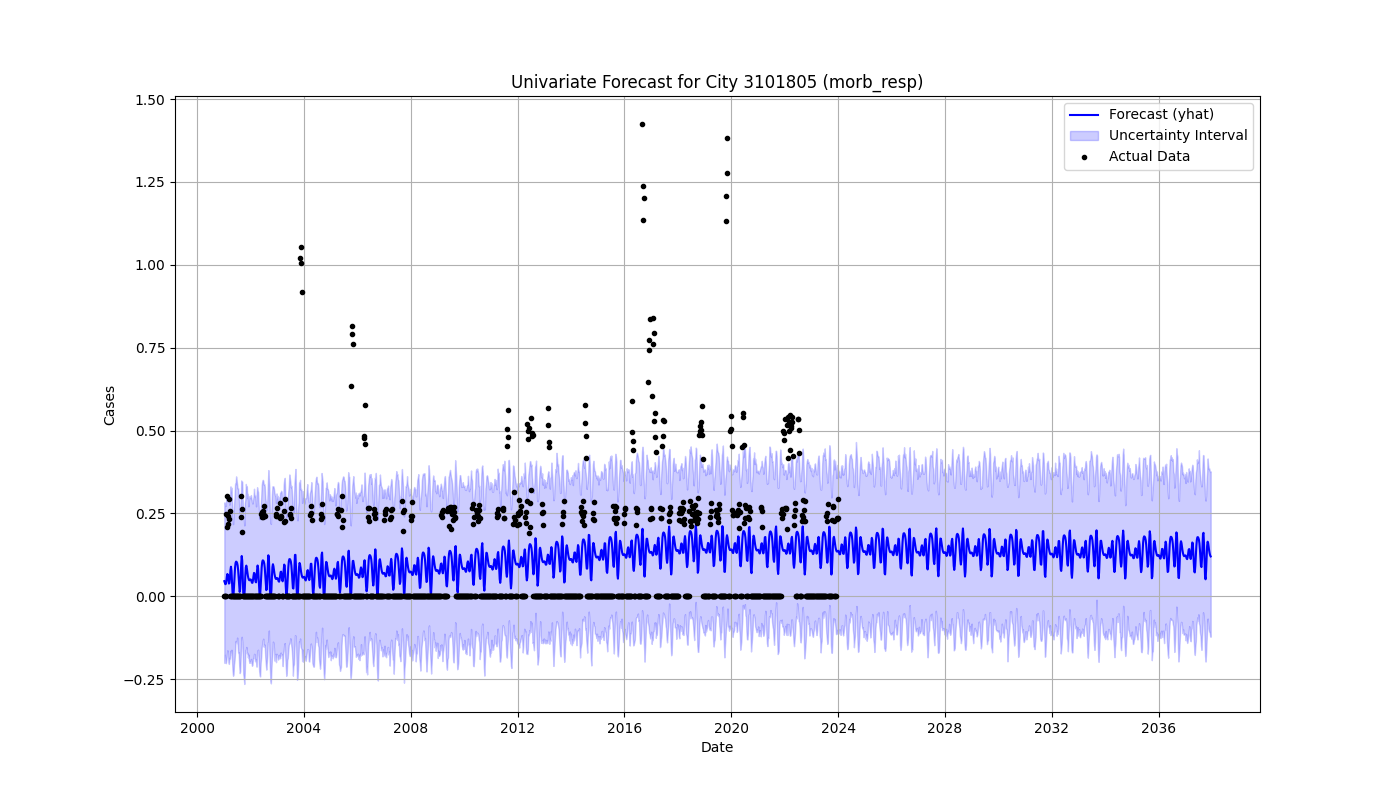 Univariate Forecast for City 3101805 (morb_resp)
Forecast (yhat)
Uncertainty Interval
Actual Data
Cases
1.50
1.25
1.00
0.75
0.50
0.25
0.00
−0.25
2000 2004 2008 2012 2016 2020 2024 2028 2032 2036
Date